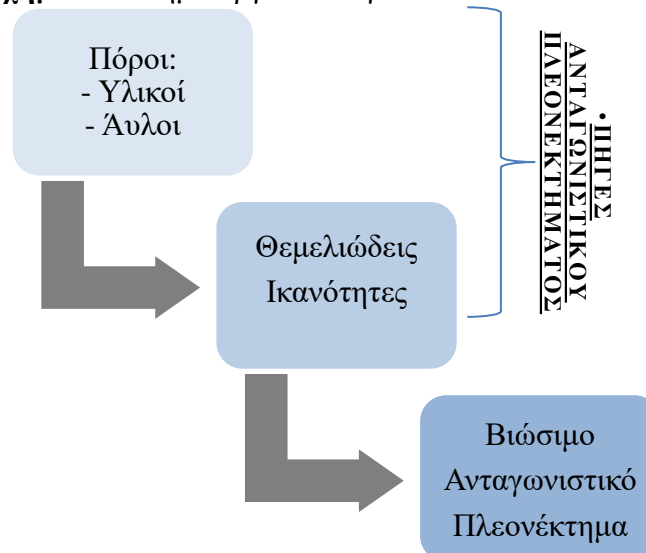 Πόροι:
- Υλικοί
- Άυλοι
• ΠΗΓΕΣ
ΑΝΤΑΓΩΝΙΣΤΙΚΟΥ
ΠΛΕΟΝΕΚΤΗΜΑΤΟΣ
Θεμελιώδεις
Ικανότητες
Βιώσιμο
Ανταγωνιστικό
Πλεονέκτημα